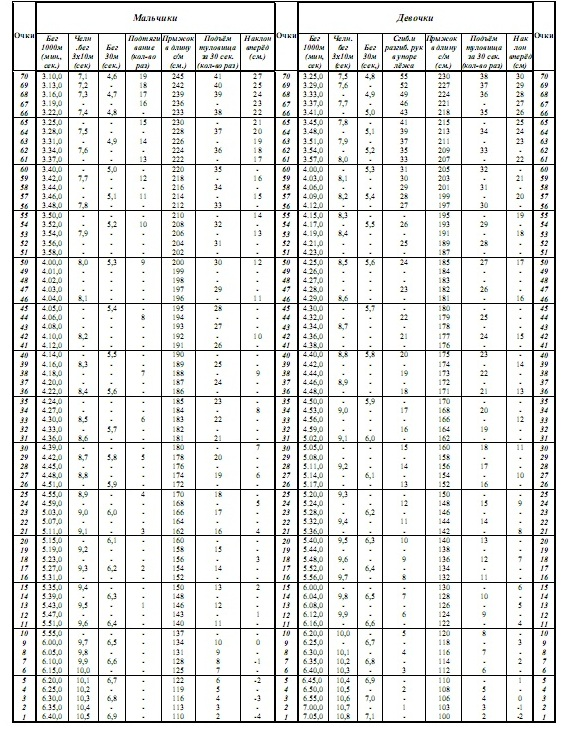 Очки Мальчики Очки Девочки Очки
Бег 1000м (мин, сек.) Челн .бег 3х10м (сек) Бег 30м (сек.) Подтяги вание (кол-во раз) Прыжок в длину с/м (см.) Подъём туловища за 30 сек. (кол-во раз) Наклон вперёд (см.) Бег 1000м (мин, сек.) Челн. бег 3х10м (сек) Бег 30м (сек.) Сгиб.и разгиб. рук в упоре лёжа Прыжок в длину с/м (см.) Подъём туловища за 30 сек. (кол-во раз) Нак лон вперёд (см)
70 3.10,0 7,1 4,6 19 245 41 27 70 3.25,0 7,5 4,8 55 230 38 30 70
69 3.13,0 7,2 - 18 242 40 25 69 3.29,0 7,6 - 52 227 37 29 69
68 3.16,0 7,3 4,7 17 239 39 24 68 3.33,0 - 4,9 49 224 36 28 68
67 3.19,0 - - 16 236 - 23 67 3.37,0 7,7 - 46 221 - 27 67
66 3.22,0 7,4 4,8 - 233 38 22 66 3.41,0 - 5,0 43 218 35 26 66
65 3.25,0 - - 15 230 - 21 65 3.45,0 7,8 - 41 215 - 25 65
64 3.28,0 7,5 - - 228 37 20 64 3.48,0 - 5,1 39 213 34 24 64
63 3.31,0 - 4,9 14 226 - 19 63 3.51,0 7,9 - 37 211 - 23 63
62 3.34,0 7,6 - - 224 36 18 62 3.54,0 - 5,2 35 209 33 - 62
61 3.37,0 - - 13 222 - 17 61 3.57,0 8,0 - 33 207 - 22 61
60 3.40,0 - 5,0 - 220 35 - 60 4.00,0 - 5,3 31 205 32 - 60
59 3.42,0 7,7 - 12 218 - 16 59 4.03,0 8,1 - 30 203 - 21 59
58 3.44,0 - - - 216 34 - 58 4.06,0 - - 29 201 31 - 58
57 3.46,0 - 5,1 11 214 - 15 57 4.09,0 8,2 5,4 28 199 - 20 57
56 3.48,0 7,8 - - 212 33 - 56 4.12,0 - - 27 197 30 - 56
55 3.50,0 - - - 210 - 14 55 4.15,0 8,3 - - 195 - 19 55
54 3.52,0 - 5,2 10 208 32 - 54 4.17,0 - 5,5 26 193 29 - 54
53 3.54,0 7,9 - - 206 - 13 53 4.19,0 8,4 - - 191 - 18 53
52 3.56,0 - - - 204 31 - 52 4.21,0 - - 25 189 28 - 52
51 3.58,0 - - - 202 - - 51 4.23,0 - - - 187 - - 51
50 4.00,0 8,0 5,3 9 200 30 12 50 4.25,0 8,5 5,6 24 185 27 17 50
49 4.01,0 - - - 199 - - 49 4.26,0 - - - 184 - - 49
48 4.02,0 - - - 198 - - 48 4.27,0 - - - 183 - - 48
47 4.03,0 - - - 197 29 - 47 4.28,0 - - 23 182 26 - 47
46 4.04,0 8,1 - - 196 - 11 46 4.29,0 8,6 - - 181 - 16 46
45 4.05,0 - 5,4 - 195 28 - 45 4.30,0 - 5,7 - 180 - - 45
44 4.06,0 - - 8 194 - - 44 4.32,0 - - 22 179 25 - 44
43 4.08,0 - - - 193 27 - 43 4.34,0 8,7 - - 178 - - 43
42 4.10,0 8,2 - - 192 - 10 42 4.36,0 - - 21 177 24 15 42
41 4.12,0 - - - 191 26 - 41 4.38,0 - - - 176 - - 41
40 4.14,0 - 5,5 - 190 - - 40 4.40,0 8,8 5,8 20 175 23 - 40
39 4.16,0 8,3 - - 189 25 - 39 4.42,0 - - - 174 - 14 39
38 4.18,0 - - 7 188 - 9 38 4.44,0 - - 19 173 22 - 38
37 4.20,0 - - - 187 24 - 37 4.46,0 8,9 - - 172 - - 37
36 4.22,0 8,4 5,6 - 186 - - 36 4.48,0 - - 18 171 21 13 36
35 4.24,0 - - - 185 23 - 35 4.50,0 - 5,9 - 170 - - 35
34 4.27,0 - - - 184 - 8 34 4.53,0 9,0 - 17 168 20 - 34
33 4.30,0 8,5 - 6 183 22 - 33 4.56,0 - - - 166 - 12 33
32 4.33,0 - 5,7 - 182 - - 32 4.59,0 - - 16 164 19 - 32
31 4.36,0 8,6 - - 181 21 - 31 5.02,0 9,1 6,0 - 162 - - 31
30 4.39,0 - - - 180 - 7 30 5.05,0 - - 15 160 18 11 30
29 4.42,0 8,7 5,8 5 178 20 - 29 5.08,0 - - - 158 - - 29
28 4.45,0 - - - 176 - - 28 5.11,0 9,2 - 14 156 17 - 28
27 4.48,0 8,8 - - 174 19 6 27 5.14,0 - 6,1 - 154 - 10 27
26 4.51,0 - 5,9 - 172 - - 26 5.17,0 - - 13 152 16 - 26
25 4.55,0 8,9 - 4 170 18 - 25 5.20,0 9,3 - - 150 - - 25
24 4.59,0 - - - 168 - 5 24 5.24,0 - - 12 148 15 9 24
23 5.03,0 9,0 6,0 - 166 17 - 23 5.28,0 - 6,2 - 146 - - 23
22 5.07,0 - - - 164 - - 22 5.32,0 9,4 - 11 144 14 - 22
21 5.11,0 9,1 - 3 162 16 4 21 5.36,0 - - - 142 - 8 21
20 5.15,0 - 6,1 - 160 - - 20 5.40,0 9,5 6,3 10 140 13 - 20
19 5.19,0 9,2 - - 158 15 - 19 5.44,0 - - - 138 - - 19
18 5.23,0 - - - 156 - 3 18 5.48,0 9,6 - 9 136 12 7 18
17 5.27,0 9,3 6,2 2 154 14 - 17 5.52,0 - 6,4 - 134 - - 17
16 5.31,0 - - - 152 - - 16 5.56,0 9,7 - 8 132 11 - 16
15 5.35,0 9,4 - - 150 13 2 15 6.00,0 - - - 130 - 6 15
14 5.39,0 - 6,3 - 148 - - 14 6.04,0 9,8 6,5 7 128 10 - 14
13 5.43,0 9,5 - 1 146 12 - 13 6.08,0 - - - 126 - 5 13
12 5.47,0 - - - 143 - - 12 6.12,0 9,9 - 6 124 9 - 12
11 5.51,0 9,6 6,4 - 140 11 - 11 6.16,0 - 6,6 - 122 - 4 11
10 5.55,0 - - - 137 - - 10 6.20,0 10,0 - 5 120 8 - 10
9 6.00,0 9,7 6,5 - 134 10 0 9 6.25,0 - 6,7 - 118 - 3 9
8 6.05,0 9,8 - - 131 9 - 8 6.30,0 10,1 - 4 116 7 - 8
7 6.10,0 9,9 6,6 - 128 8 -1 7 6.35,0 10,2 6,8 - 114 - 2 7
6 6.15,0 10,0 - - 125 7 - 6 6.40,0 10,3 - 3 112 6 - 6
5 6.20,0 10,1 6,7 - 122 6 -2 5 6.45,0 10,4 6,9 - 110 - 1 5
4 6.25,0 10,2 - - 119 5 - 4 6.50,0 10,5 - 2 108 5 - 4
3 6.30,0 10,3 6,8 - 116 4 -3 3 6.55,0 10,6 7,0 - 106 4 0 3
2 6.35,0 10,4 - - 113 3 - 2 7.00,0 10,7 - 1 103 3 -1 2
1 6.40,0 10,5 6,9 - 110 2 -4 1 7.05,0 10,8 7,1 - 100 2 -2 1